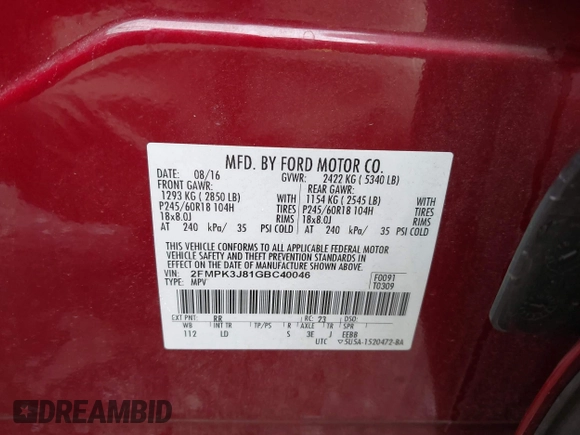 MFD. BY FORD MOTOR CO.
DATE: 08/16 GVWR: 2422 KG ( 5340 LB)
FRONT GAWR: REAR GAWR:
1293 KG ( 2850 LB) 1154 KG ( 2545 LB)
P245/60R18 104H TIRES P245/60R18 104H TIRES
18x8.0J RIMS 18x8.0J RIMS
AT 240 kPa/ 35 PSI COLD AT 240 kPa/ 35 PSI COLD
THIS VEHICLE CONFORMS TO ALL APPLICABLE FEDERAL MOTOR
VEHICLE SAFETY AND THEFT PREVENTION STANDARDS IN EFFECT
ON THE DATE OF MANUFACTURE SHOWN ABOVE.
VIN: 2FMPK3J81GBC40046 F0091
TYPE: MPV T0309
EXT PNT: RR RC: 23 DSO:
WB INT TR TP/PS R AXLE TR SPR
112 LD S 3E J EEBB
UTC 5U5A-1520472-BA
DREAMBID